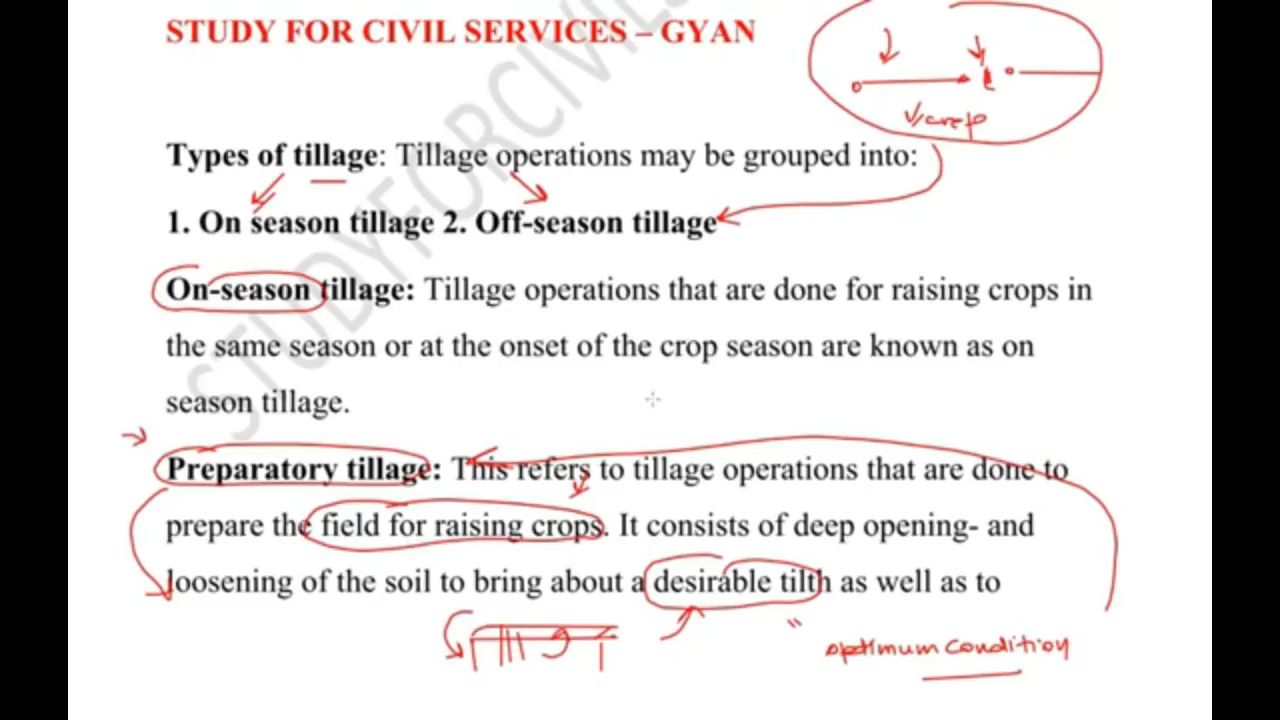 STUDY FOR CIVIL SERVICES – GYAN
Types of tillage: Tillage operations may be grouped into:
1. On season tillage 2. Off-season tillage
On-season tillage: Tillage operations that are done for raising crops in
the same season or at the onset of the crop season are known as on
season tillage.
Preparatory tillage: This refers to tillage operations that are done to
prepare the field for raising crops. It consists of deep opening- and
loosening of the soil to bring about a desirable tilth as well as to
optimum condition
STUDYFORCIVILS